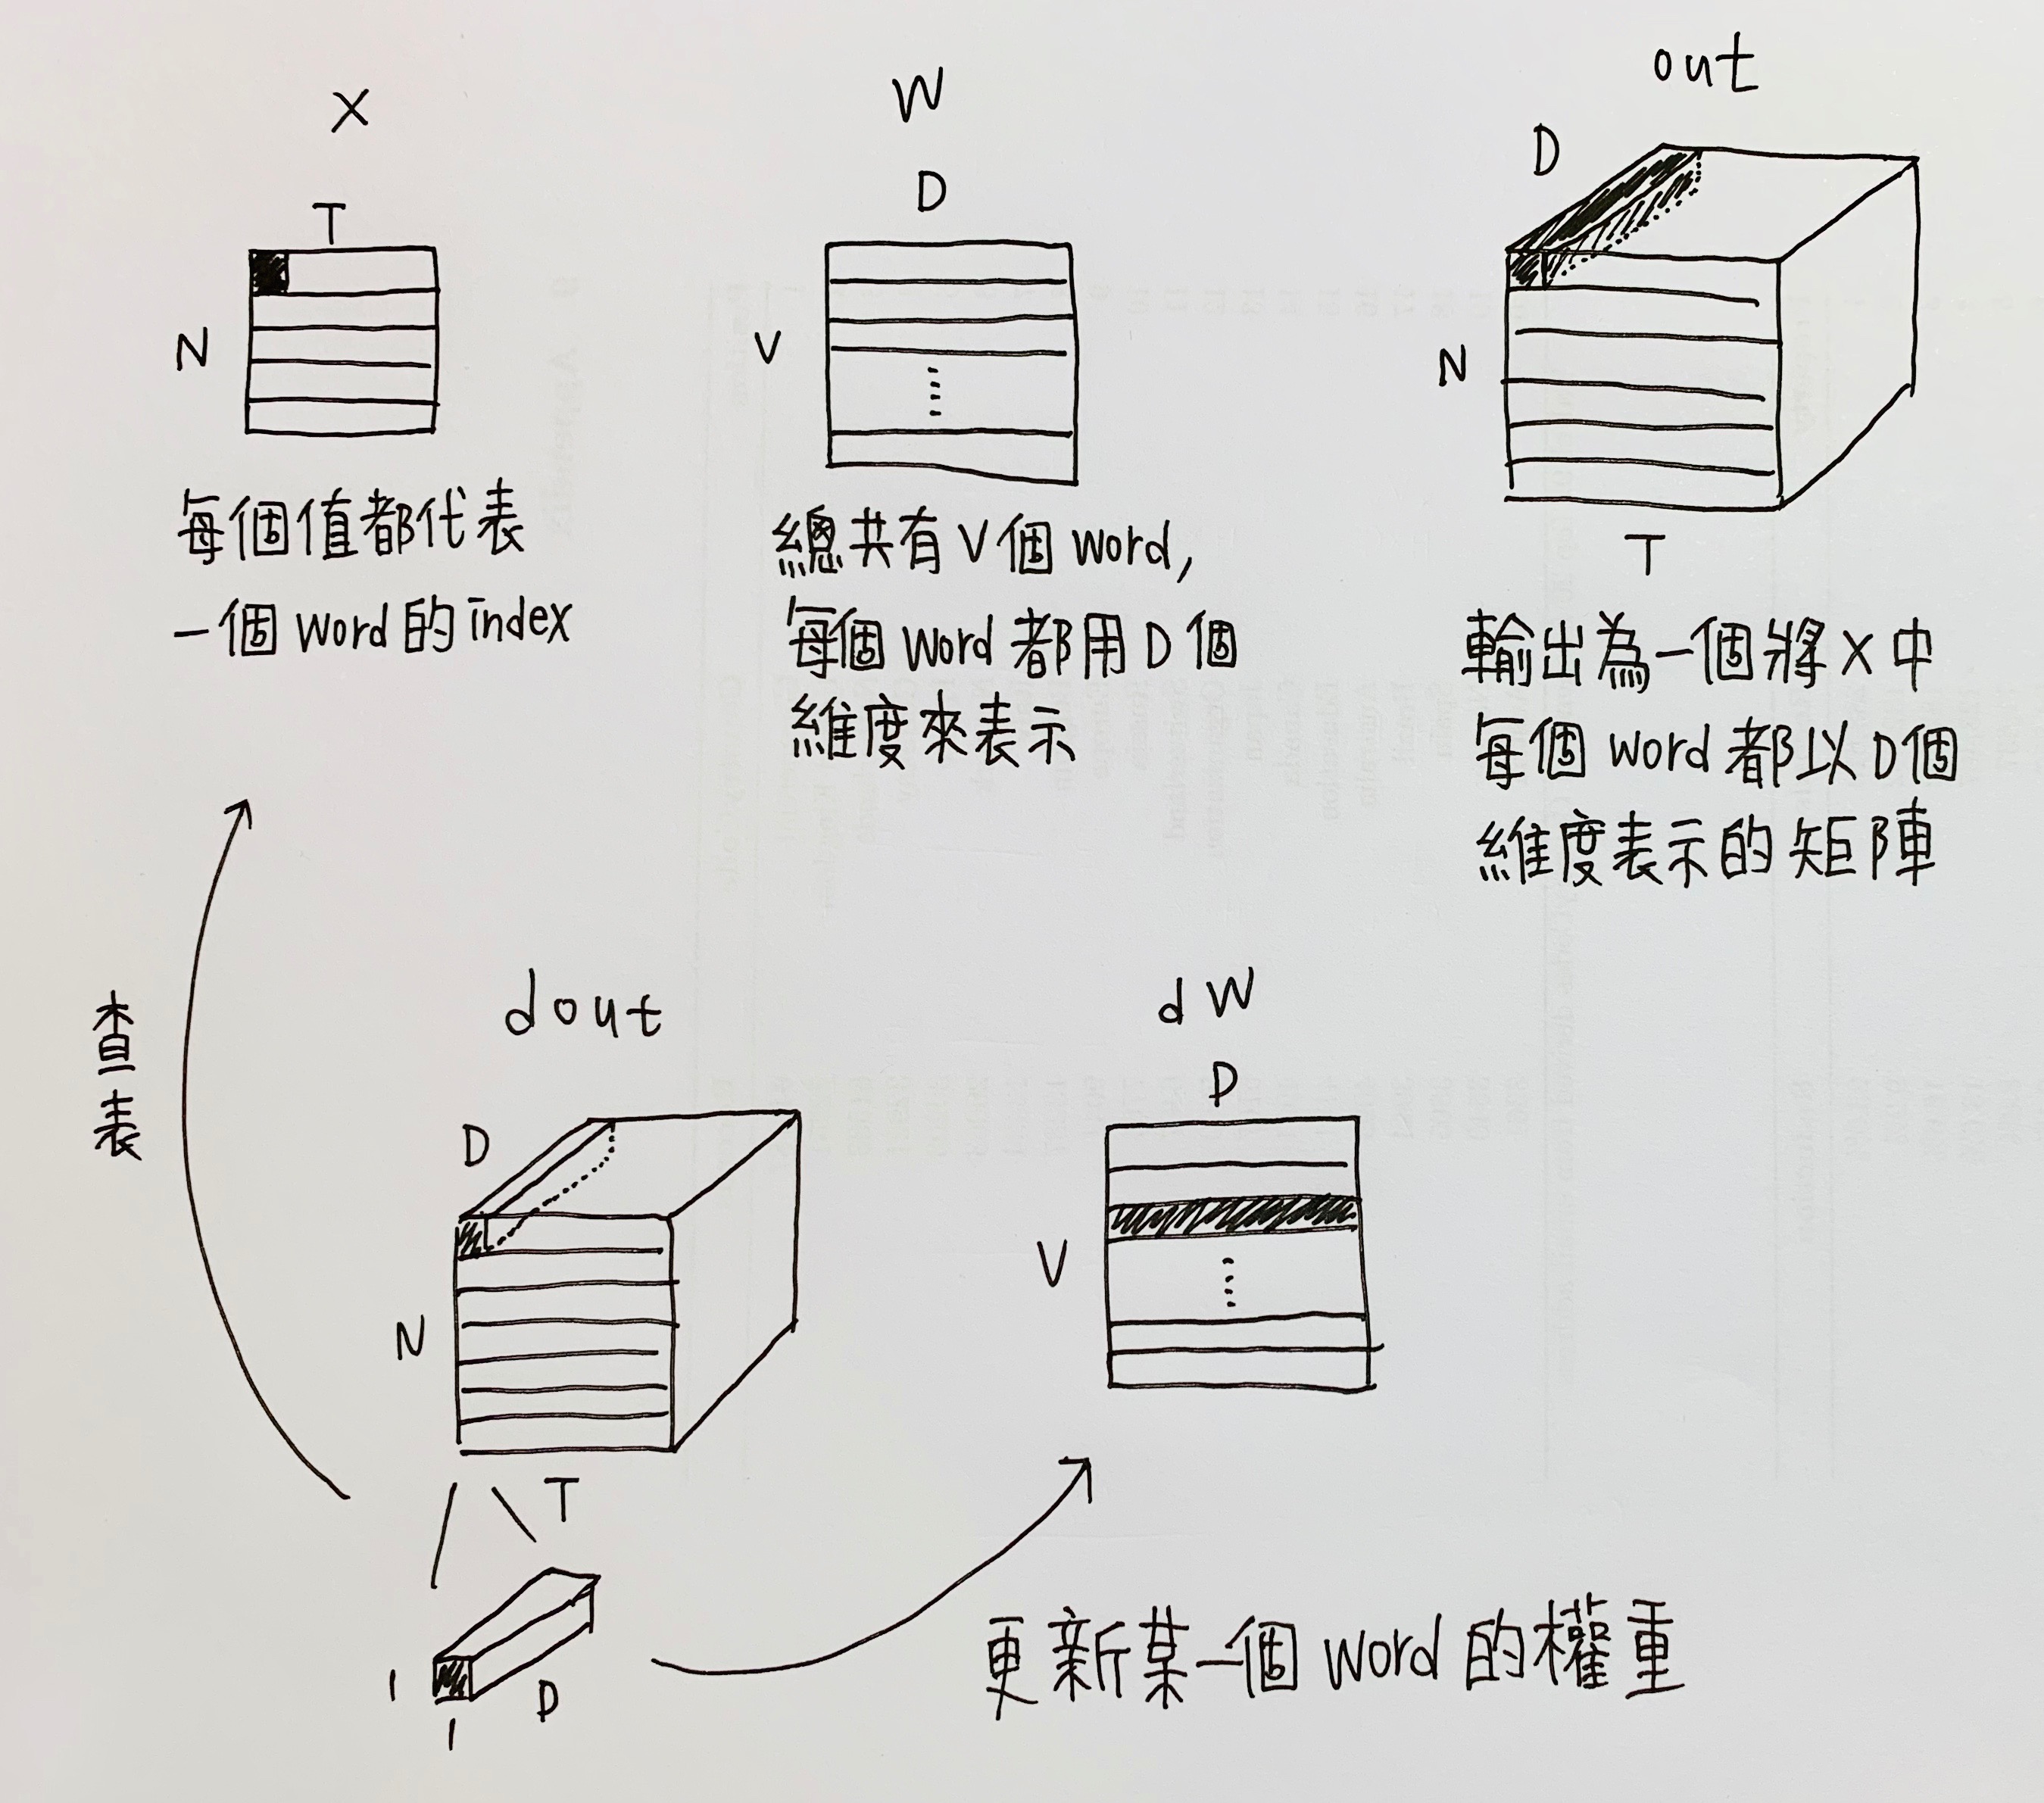 X
T
N
每個值都代表
一個 word 的 index
W
D
V
總共有 V 個 word,
每個 word 都用 D 個
維度來表示
out
D
N
T
輸出為一個將 X 中
每個 word 都以 D 個
維度表示的矩陣
查表
dout
D
N
T
1
1
D
dW
D
V
更新某一個 word 的權重